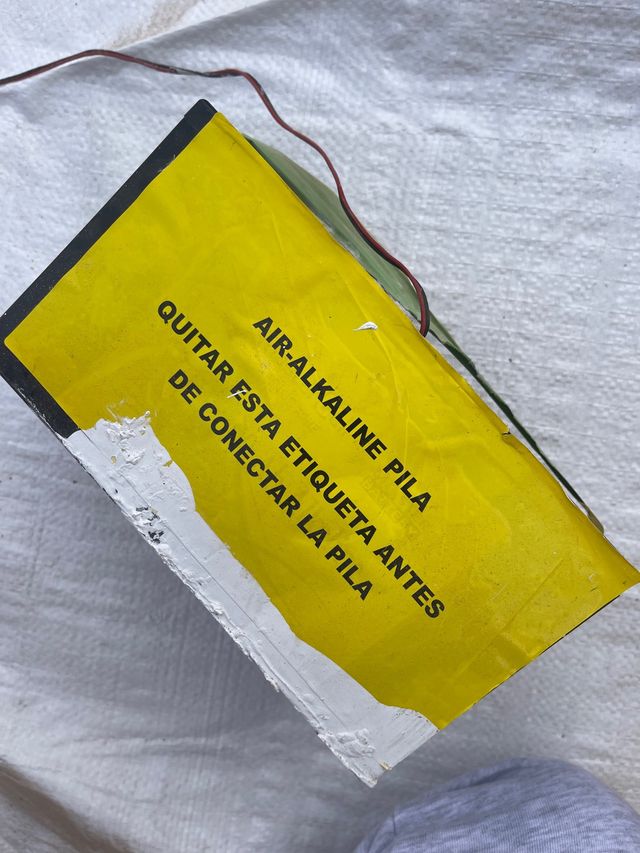 AIR-ALKALINE PILA
QUITAR ESTA ETIQUETA ANTES
DE CONECTAR LA PILA